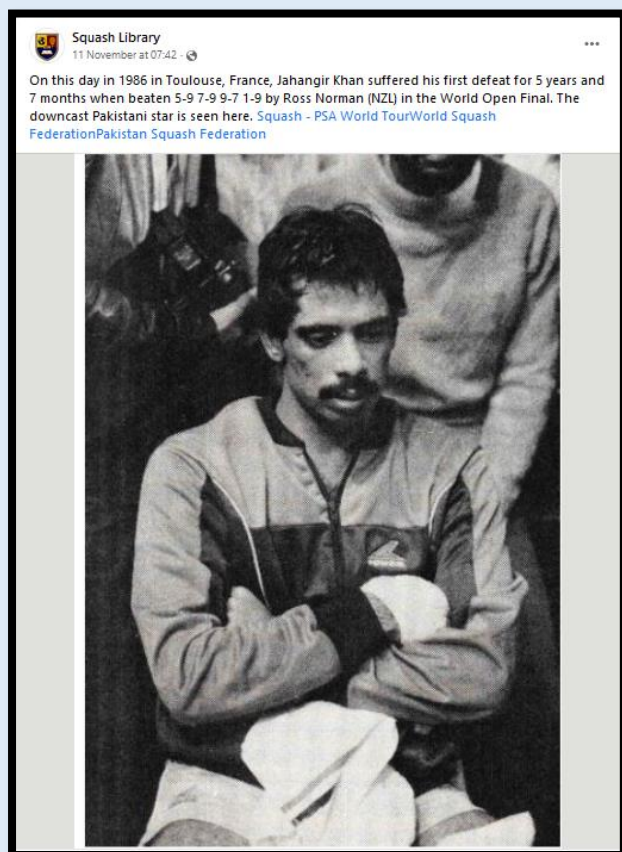 Squash Library
11 November at 07:42 ·
On this day in 1986 in Toulouse, France, Jahangir Khan suffered his first defeat for 5 years and
7 months when beaten 5-9 7-9 9-7 1-9 by Ross Norman (NZL) in the World Open Final. The
downcast Pakistani star is seen here. Squash - PSA World TourWorld Squash
FederationPakistan Squash Federation